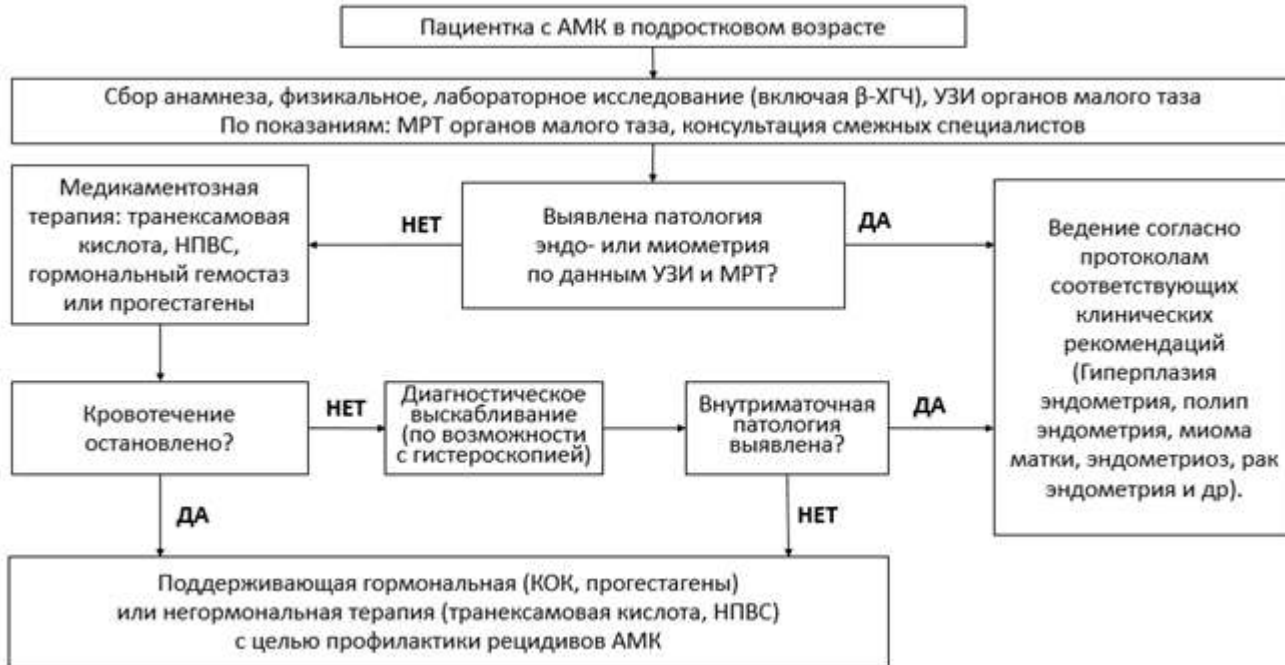 Пациентка с АМК в подростковом возрасте
Сбор анамнеза, физикальное, лабораторное исследование (включая β-ХГЧ), УЗИ органов малого таза
По показаниям: МРТ органов малого таза, консультация смежных специалистов
Медикаментозная
терапия: транексамовая
кислота, НПВС,
гормональный гемостаз
или прогестагены
НЕТ
Выявлена патология
эндо- или миометрия
по данным УЗИ и МРТ?
ДА
Ведение согласно
протоколам
соответствующих
клинических
рекомендаций
(Гиперплазия
эндометрия, полип
эндометрия, миома
матки, эндометриоз, рак
эндометрия и др).
Кровотечение
остановлено?
НЕТ
Диагностическое
выскабливание
(по возможности
с гистероскопией)
Внутриматочная
патология
выявлена?
ДА
ДА
НЕТ
Поддерживающая гормональная (КОК, прогестагены)
или негормональная терапия (транексамовая кислота, НПВС)
с целью профилактики рецидивов АМК